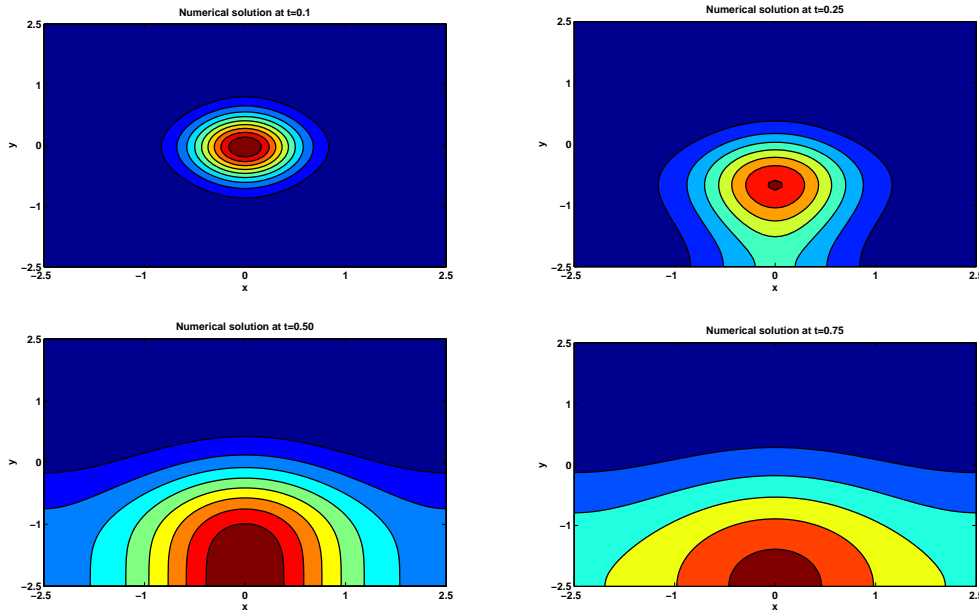 Numerical solution at t=0.1
2.5
1
0
−1
−2.5
y
−2.5 −1 0 1 2.5
x
Numerical solution at t=0.25
2.5
1
0
−1
−2.5
y
−2.5 −1 0 1 2.5
x
Numerical solution at t=0.50
2.5
1
0
−1
−2.5
y
−2.5 −1 0 1 2.5
x
Numerical solution at t=0.75
2.5
1
0
−1
−2.5
y
−2.5 −1 0 1 2.5
x